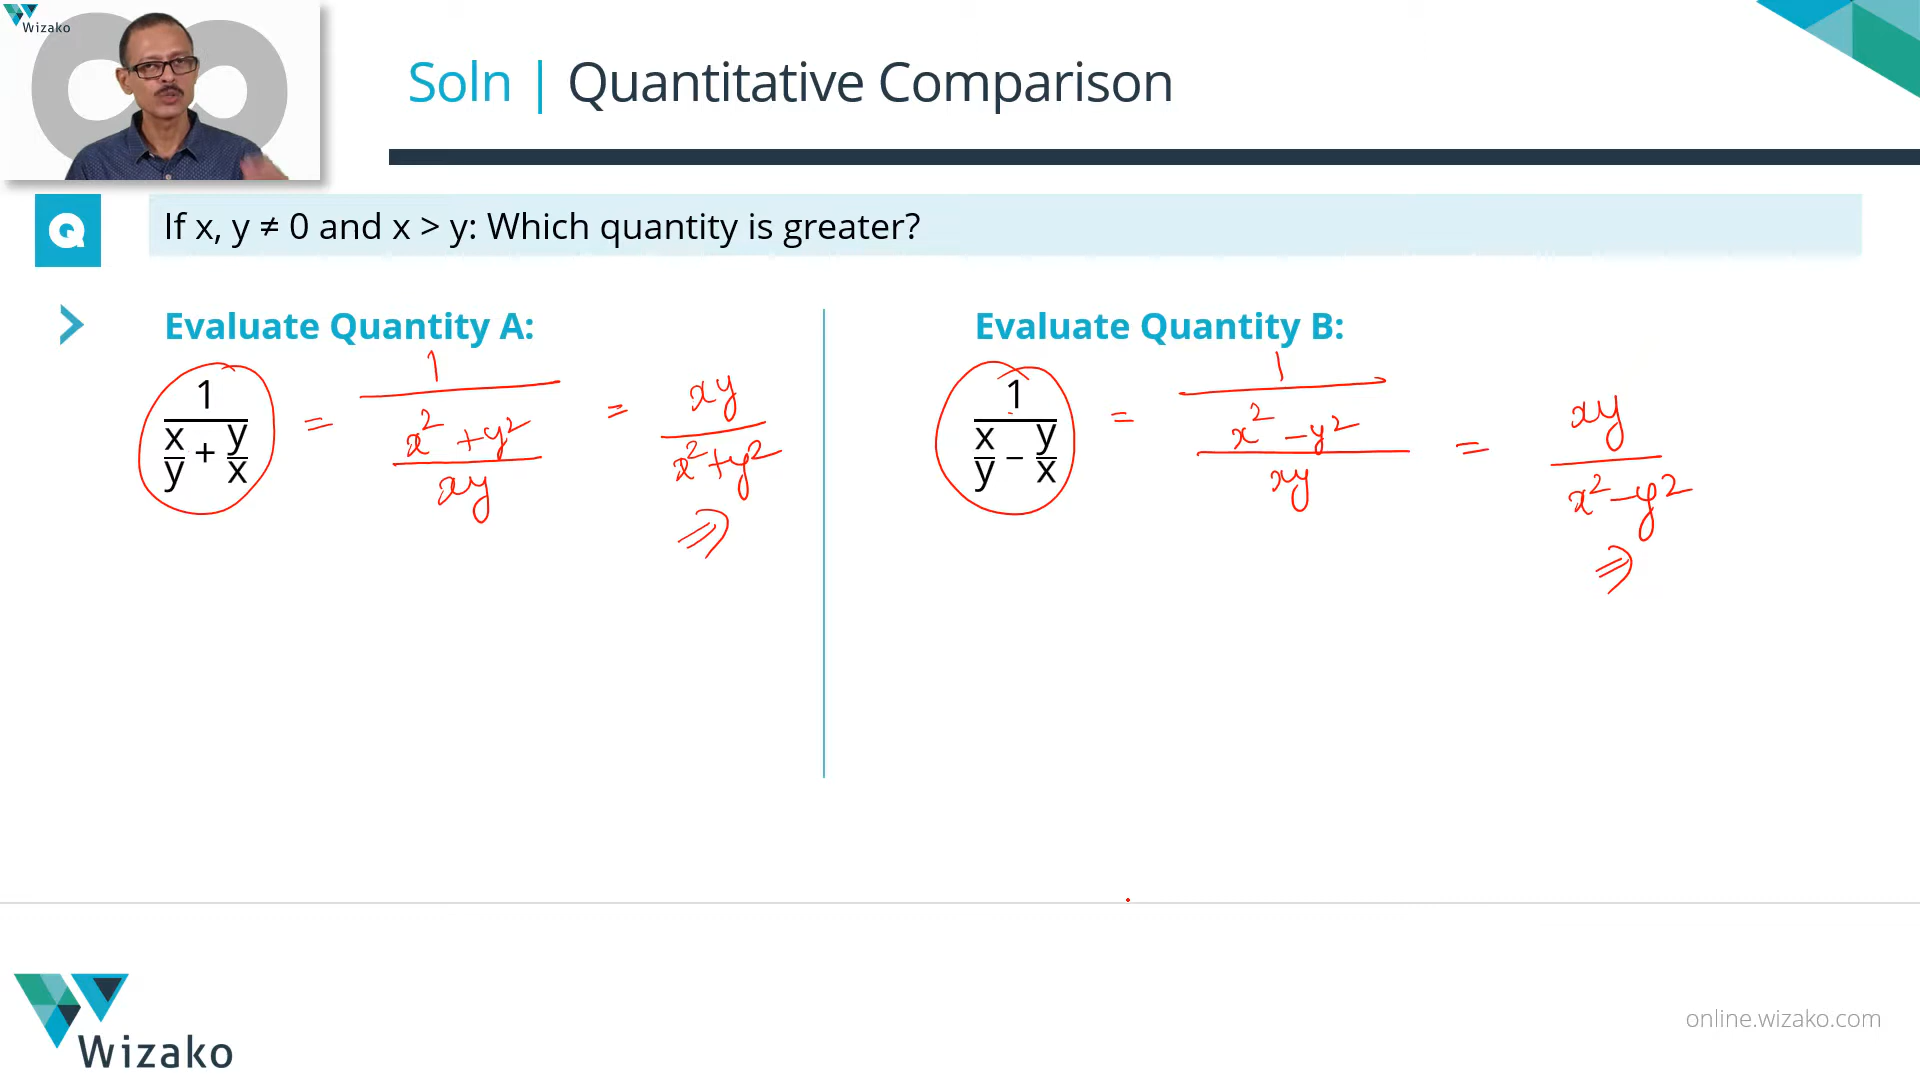 Wizako
Soln | Quantitative Comparison
Q
If x, y ≠ 0 and x > y: Which quantity is greater?
Evaluate Quantity A:
1 / (x/y + y/x) = 1 / ((x² + y²) / xy) = xy / (x² + y²)
⇒
Evaluate Quantity B:
1 / (x/y − y/x) = 1 / ((x² − y²) / xy) = xy / (x² − y²)
⇒
Wizako
online.wizako.com